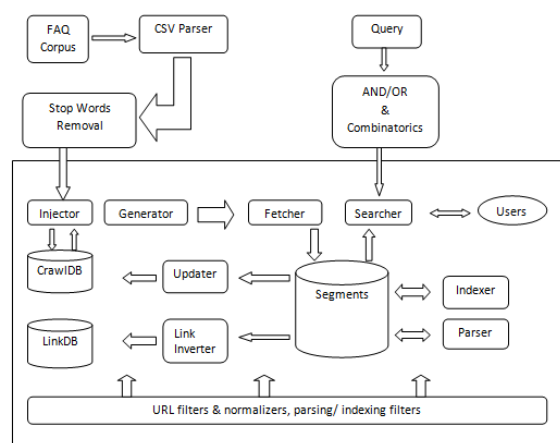 FAQ
Corpus
CSV Parser
Query
Stop Words
Removal
AND/OR
&
Combinatorics
Injector
Generator
Fetcher
Searcher
Users
CrawlDB
Updater
Segments
Indexer
LinkDB
Link
Inverter
Parser
URL filters & normalizers, parsing/ indexing filters